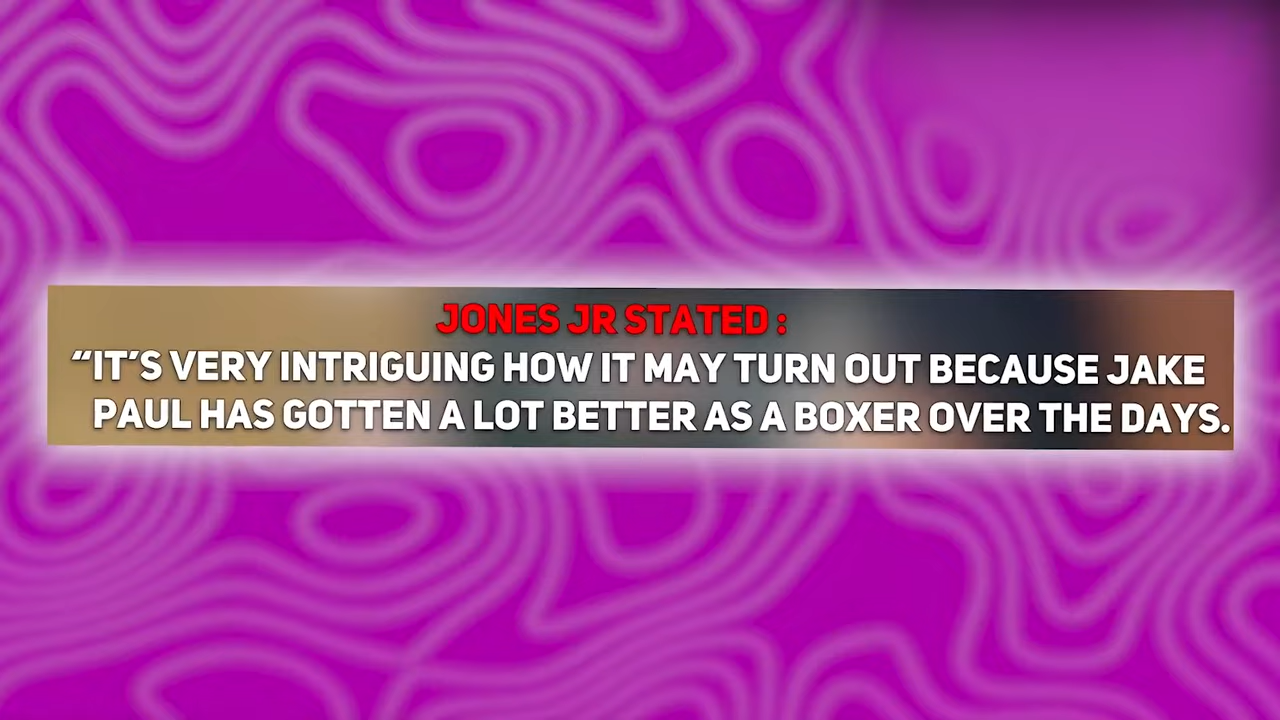 JONES JR STATED :
“IT’S VERY INTRIGUING HOW IT MAY TURN OUT BECAUSE JAKE
PAUL HAS GOTTEN A LOT BETTER AS A BOXER OVER THE DAYS.